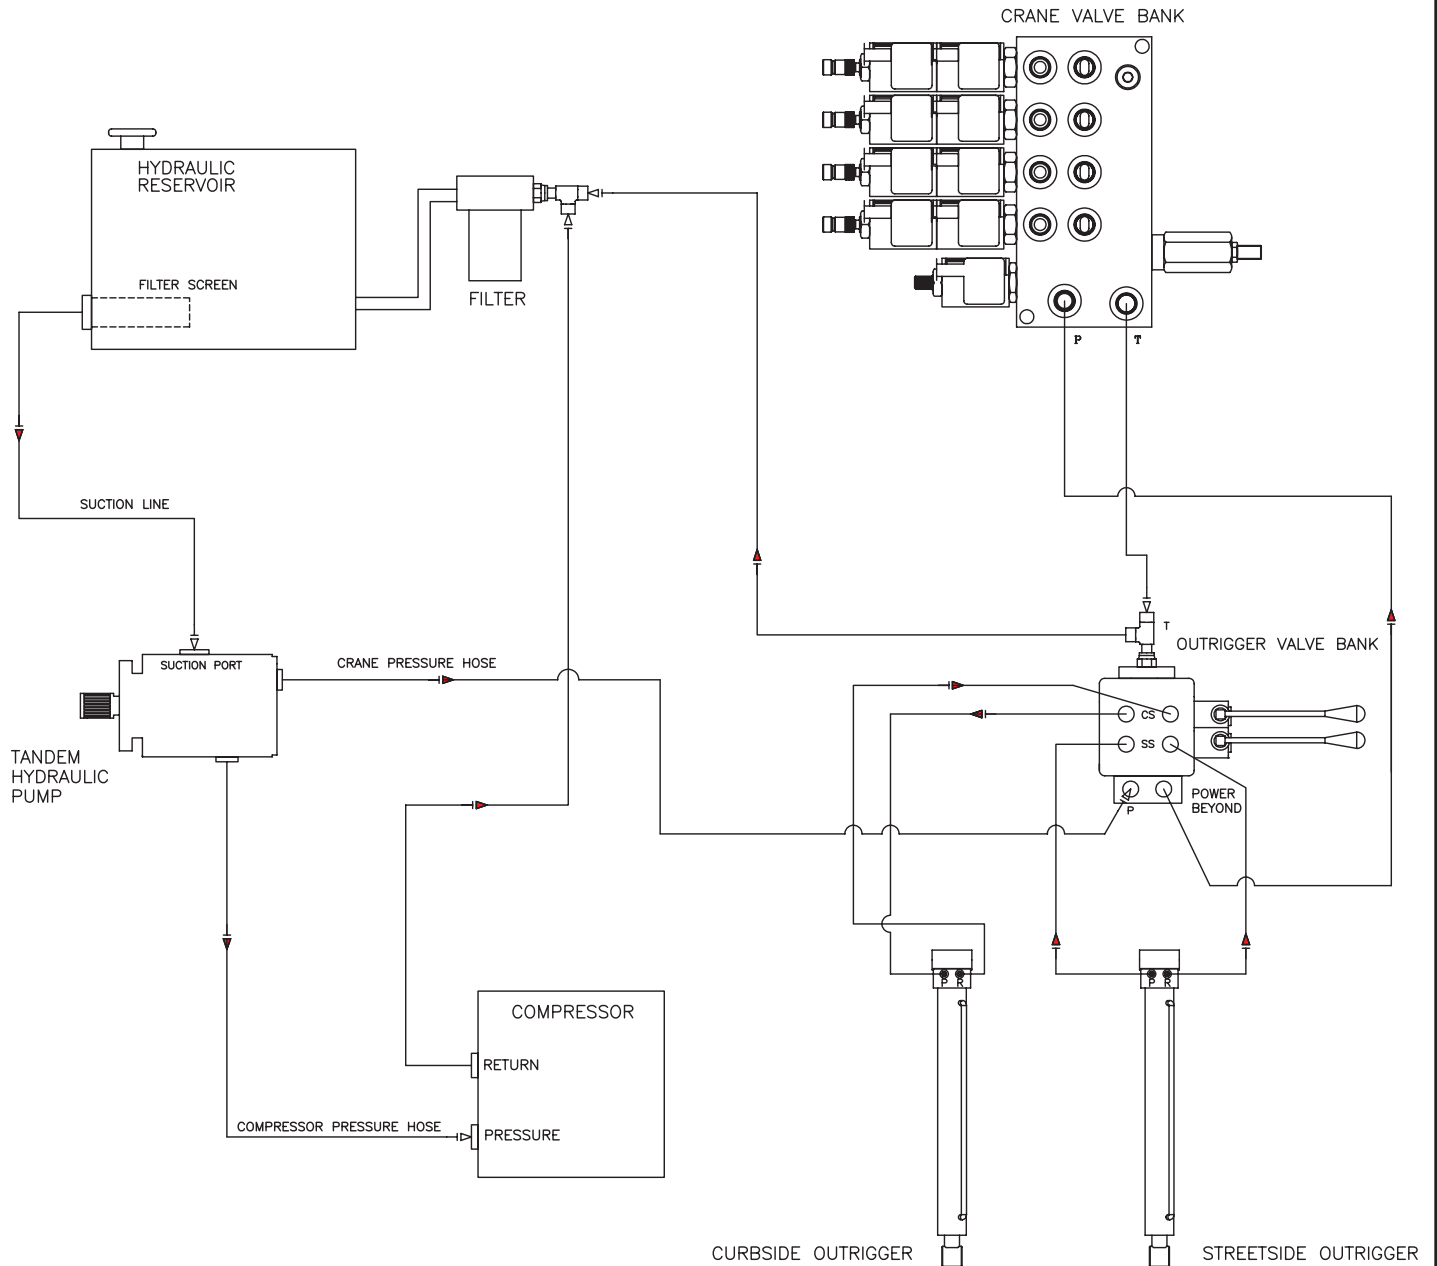 CRANE VALVE BANK
HYDRAULIC
RESERVOIR
FILTER SCREEN
FILTER
P
T
SUCTION LINE
T
OUTRIGGER VALVE BANK
SUCTION PORT
CRANE PRESSURE HOSE
CS
SS
TANDEM
HYDRAULIC
PUMP
POWER
BEYOND
P
P R
P R
COMPRESSOR
RETURN
COMPRESSOR PRESSURE HOSE
PRESSURE
CURBSIDE OUTRIGGER
STREETSIDE OUTRIGGER